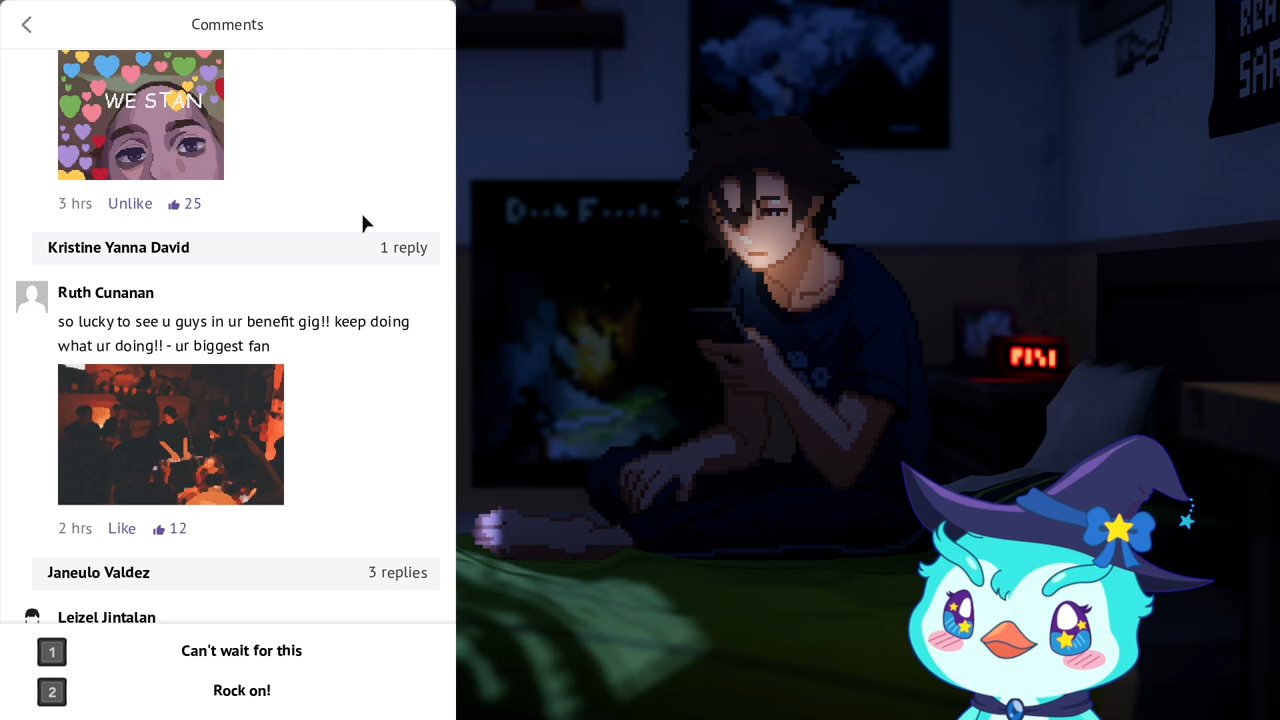 Comments
WE STAN
3 hrs Unlike 25
Kristine Yanna David 1 reply
Ruth Cunanan
so lucky to see u guys in ur benefit gig!! keep doing
what ur doing!! - ur biggest fan
2 hrs Like 12
Janeulo Valdez 3 replies
Leizel Jintalan
1 Can't wait for this
2 Rock on!